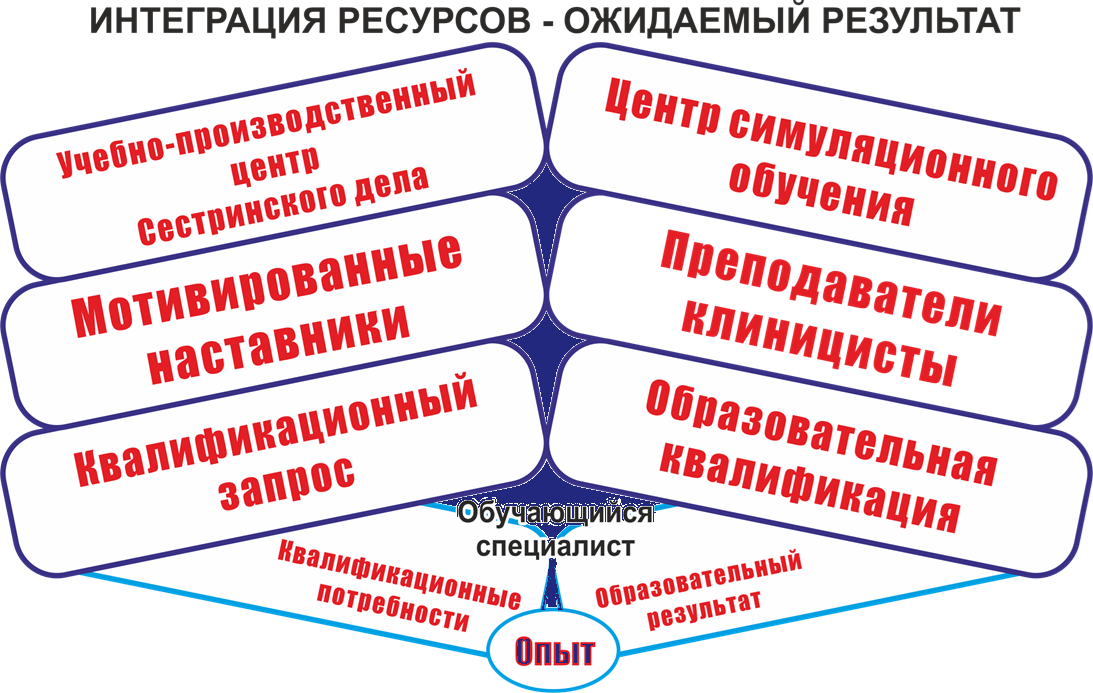 ИНТЕГРАЦИЯ РЕСУРСОВ - ОЖИДАЕМЫЙ РЕЗУЛЬТАТ
Учебно-производственный
центр
Сестринского дела
Центр симуляционного
обучения
Мотивированные
наставники
Преподаватели
клиницисты
Квалификационный
запрос
Образовательная
квалификация
Обучающийся
специалист
Квалификационные
потребности
Образовательный
результат
Опыт